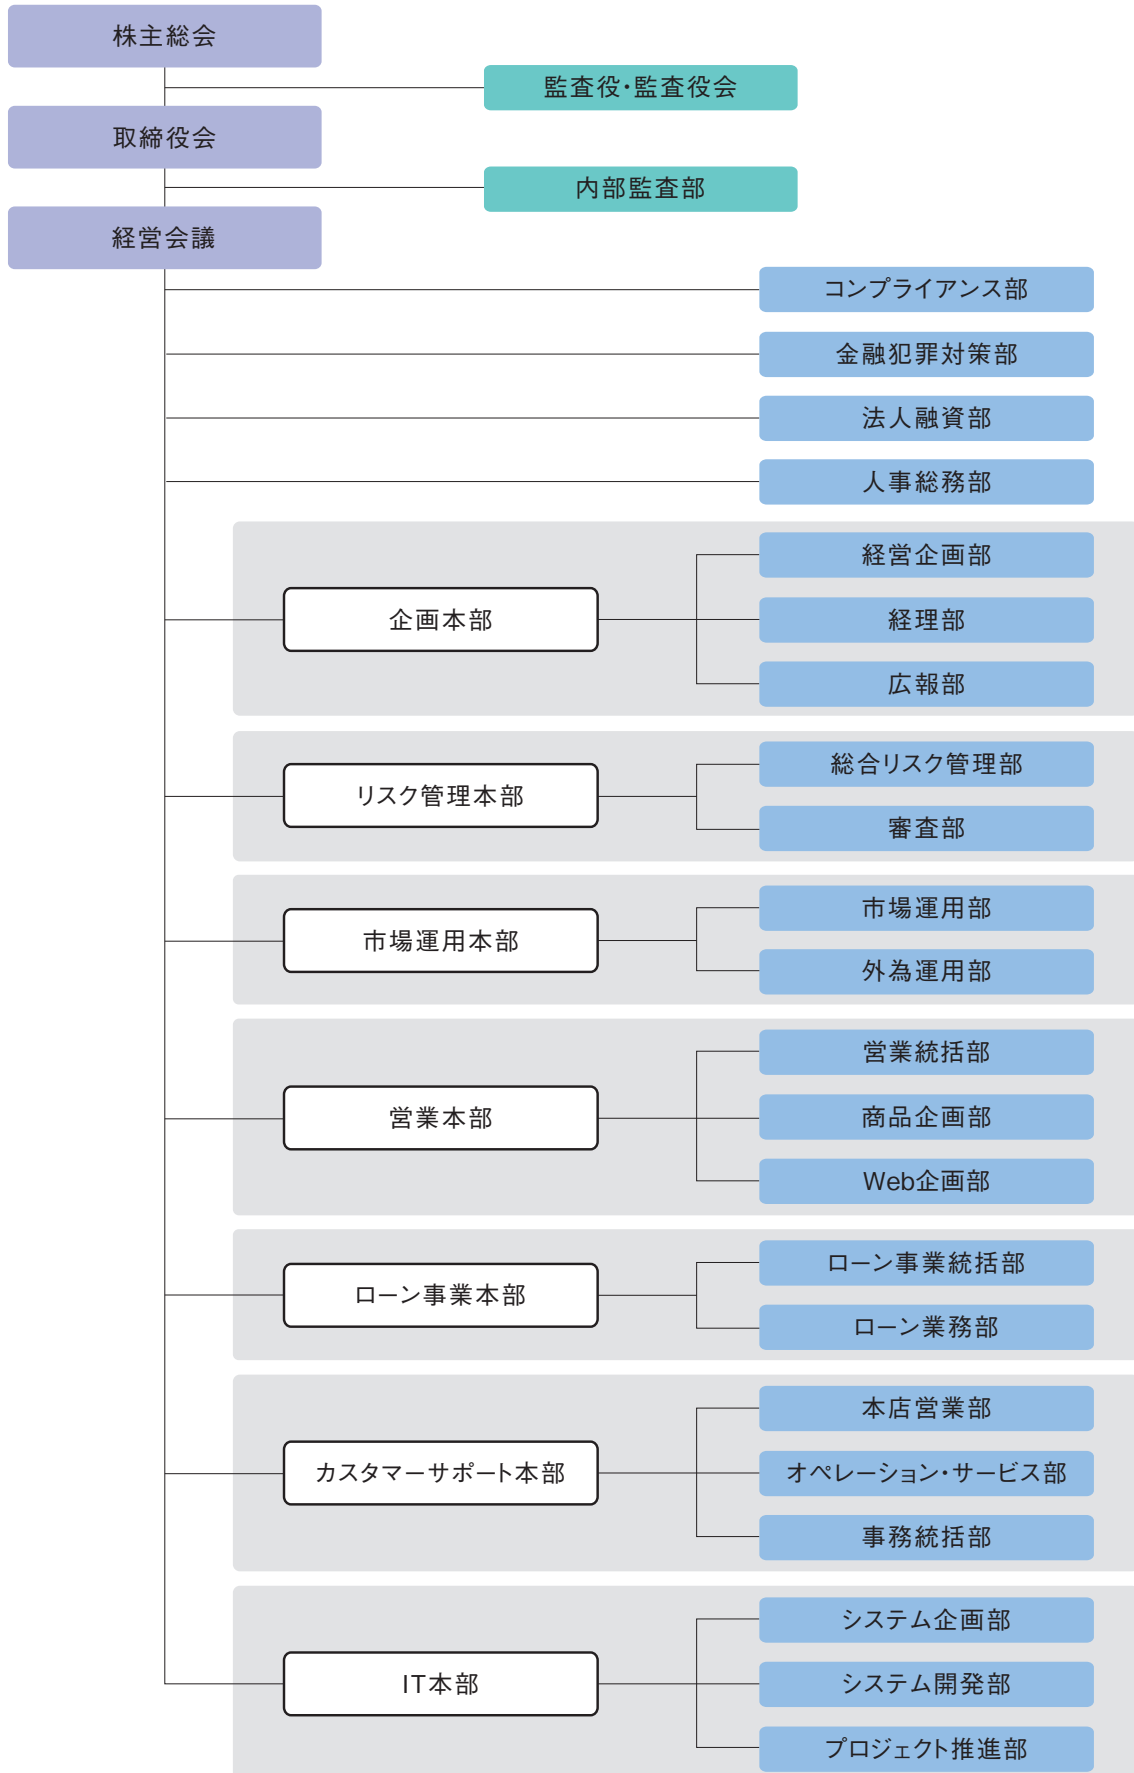 株主総会
監査役・監査役会
取締役会
内部監査部
経営会議
コンプライアンス部
金融犯罪対策部
法人融資部
人事総務部
企画本部
経営企画部
経理部
広報部
リスク管理本部
総合リスク管理部
審査部
市場運用本部
市場運用部
外為運用部
営業本部
営業統括部
商品企画部
Web企画部
ローン事業本部
ローン事業統括部
ローン業務部
カスタマーサポート本部
本店営業部
オペレーション・サービス部
事務統括部
IT本部
システム企画部
システム開発部
プロジェクト推進部